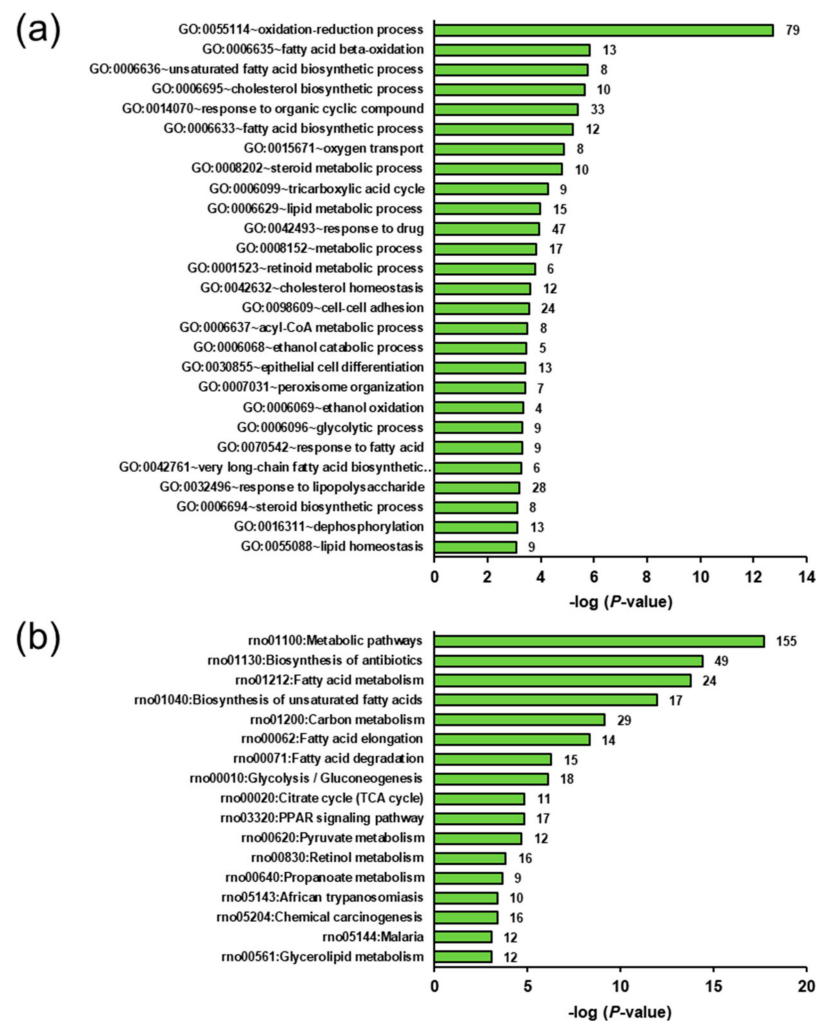 (a)
GO:0055114~oxidation-reduction process 79
GO:0006635~fatty acid beta-oxidation 13
GO:0006636~unsaturated fatty acid biosynthetic process 8
GO:0006695~cholesterol biosynthetic process 10
GO:0014070~response to organic cyclic compound 33
GO:0006633~fatty acid biosynthetic process 12
GO:0015671~oxygen transport 8
GO:0008202~steroid metabolic process 10
GO:0006099~tricarboxylic acid cycle 9
GO:0006629~lipid metabolic process 15
GO:0042493~response to drug 47
GO:0008152~metabolic process 17
GO:0001523~retinoid metabolic process 6
GO:0042632~cholesterol homeostasis 12
GO:0098609~cell-cell adhesion 24
GO:0006637~acyl-CoA metabolic process 8
GO:0006068~ethanol catabolic process 5
GO:0030855~epithelial cell differentiation 13
GO:0007031~peroxisome organization 7
GO:0006069~ethanol oxidation 4
GO:0006096~glycolytic process 9
GO:0070542~response to fatty acid 9
GO:0042761~very long-chain fatty acid biosynthetic.. 6
GO:0032496~response to lipopolysaccharide 28
GO:0006694~steroid biosynthetic process 8
GO:0016311~dephosphorylation 13
GO:0055088~lipid homeostasis 9
0 2 4 6 8 10 12 14
-log (P-value)
(b)
rno01100:Metabolic pathways 155
rno01130:Biosynthesis of antibiotics 49
rno01212:Fatty acid metabolism 24
rno01040:Biosynthesis of unsaturated fatty acids 17
rno01200:Carbon metabolism 29
rno00062:Fatty acid elongation 14
rno00071:Fatty acid degradation 15
rno00010:Glycolysis / Gluconeogenesis 18
rno00020:Citrate cycle (TCA cycle) 11
rno03320:PPAR signaling pathway 17
rno00620:Pyruvate metabolism 12
rno00830:Retinol metabolism 16
rno00640:Propanoate metabolism 9
rno05143:African trypanosomiasis 10
rno05204:Chemical carcinogenesis 16
rno05144:Malaria 12
rno00561:Glycerolipid metabolism 12
0 5 10 15 20
-log (P-value)